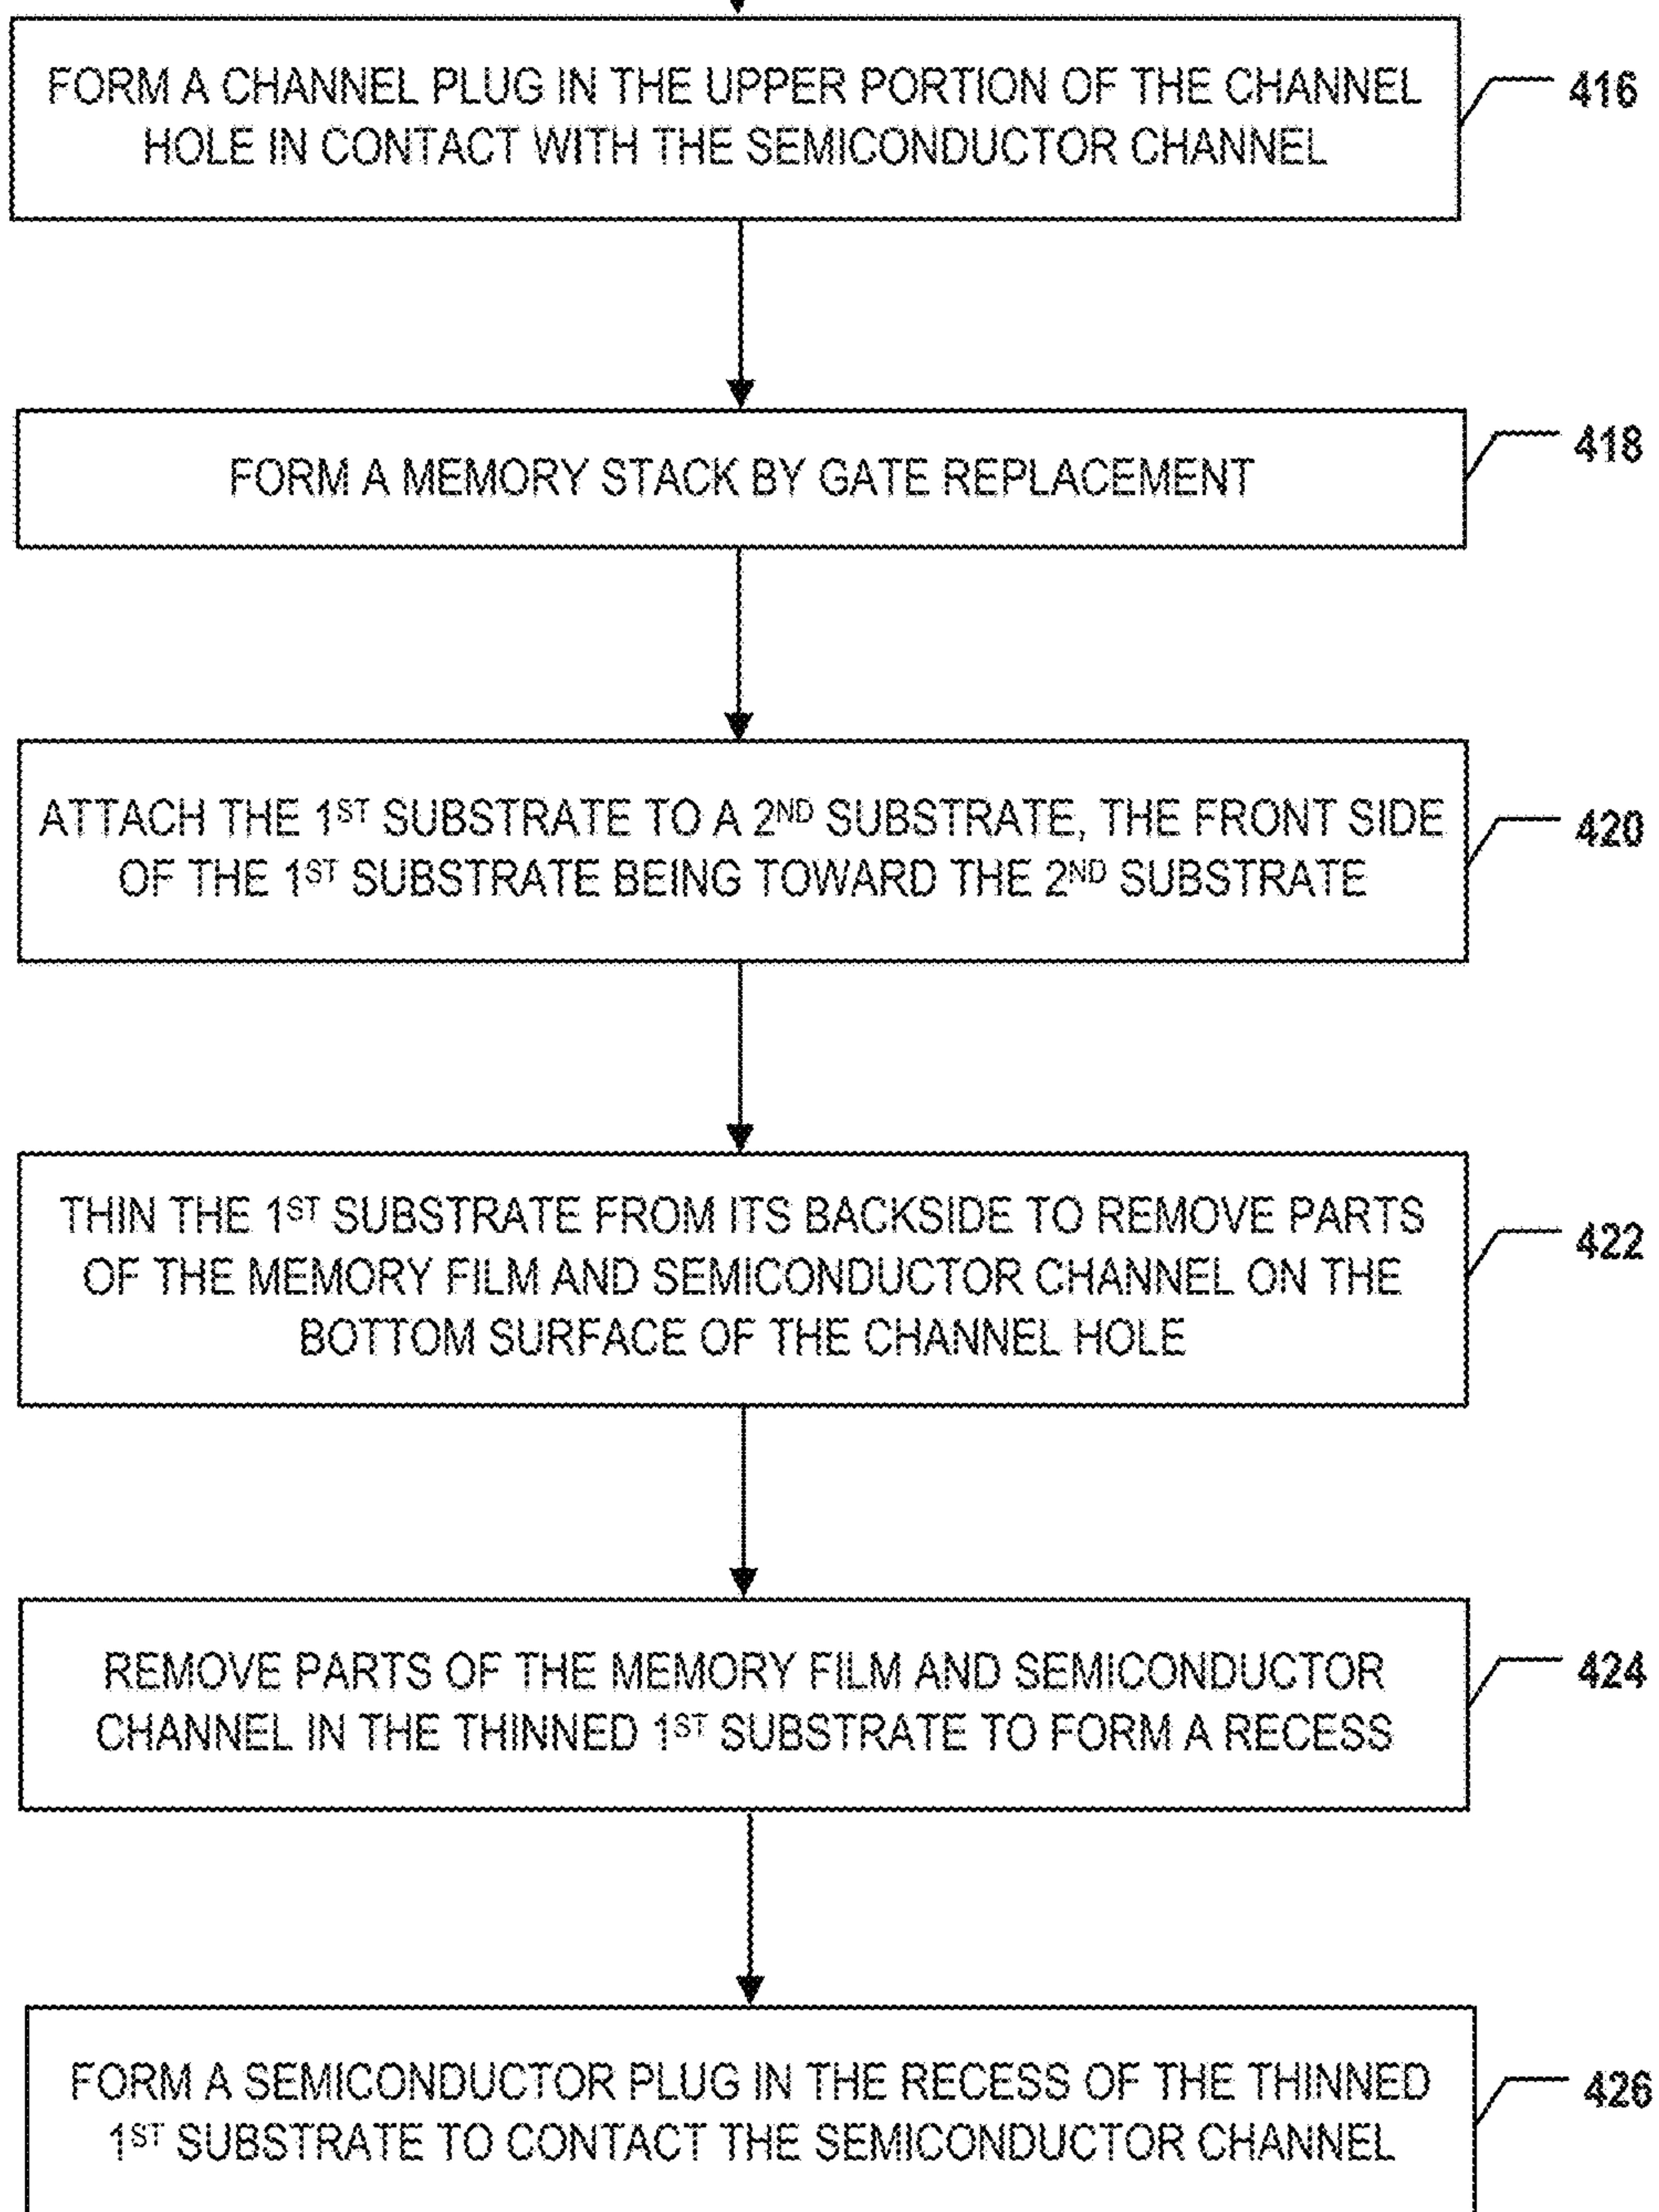 FORM A CHANNEL PLUG IN THE UPPER PORTION OF THE CHANNEL
HOLE IN CONTACT WITH THE SEMICONDUCTOR CHANNEL
416
FORM A MEMORY STACK BY GATE REPLACEMENT
418
ATTACH THE 1ST SUBSTRATE TO A 2ND SUBSTRATE, THE FRONT SIDE
OF THE 1ST SUBSTRATE BEING TOWARD THE 2ND SUBSTRATE
420
THIN THE 1ST SUBSTRATE FROM ITS BACKSIDE TO REMOVE PARTS
OF THE MEMORY FILM AND SEMICONDUCTOR CHANNEL ON THE
BOTTOM SURFACE OF THE CHANNEL HOLE
422
REMOVE PARTS OF THE MEMORY FILM AND SEMICONDUCTOR
CHANNEL IN THE THINNED 1ST SUBSTRATE TO FORM A RECESS
424
FORM A SEMICONDUCTOR PLUG IN THE RECESS OF THE THINNED
1ST SUBSTRATE TO CONTACT THE SEMICONDUCTOR CHANNEL
426